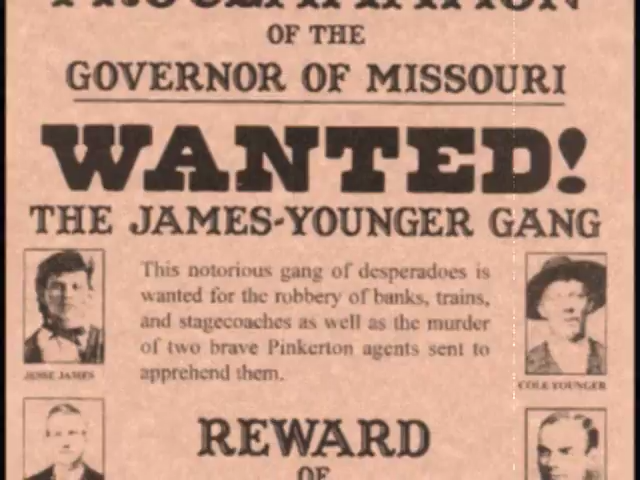 PROCLAMATION
OF THE
GOVERNOR OF MISSOURI
WANTED!
THE JAMES-YOUNGER GANG
This notorious gang of desperadoes is
wanted for the robbery of banks, trains,
and stagecoaches as well as the murder
of two brave Pinkerton agents sent to
apprehend them.
JESSE JAMES
COLE YOUNGER
REWARD
OF